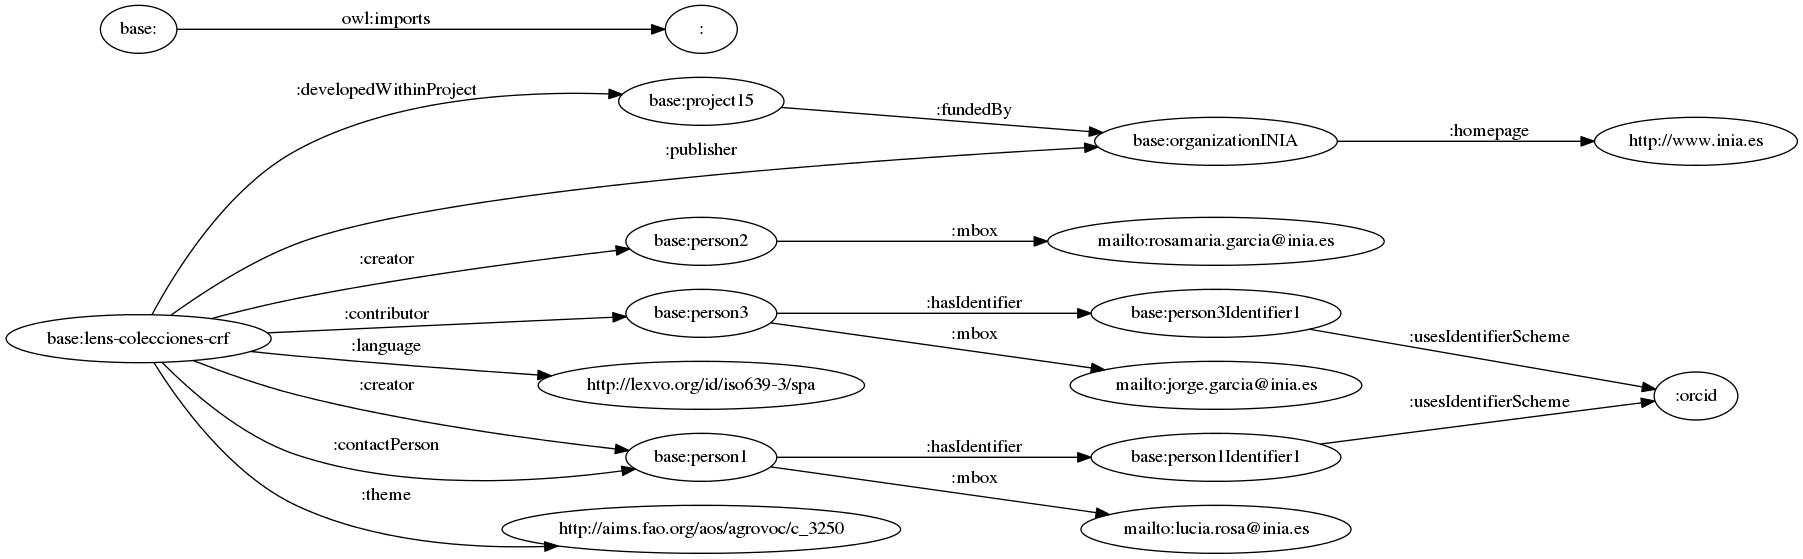 base:
owl:imports
:
:developedWithinProject
base:project15
:fundedBy
base:organizationINIA
:homepage
http://www.inia.es
:publisher
base:person2
:mbox
mailto:rosamaria.garcia@inia.es
:creator
base:lens-colecciones-crf
:contributor
base:person3
:hasIdentifier
base:person3Identifier1
:usesIdentifierScheme
:mbox
:language
http://lexvo.org/id/iso639-3/spa
mailto:jorge.garcia@inia.es
:orcid
:creator
:usesIdentifierScheme
:contactPerson
base:person1
:hasIdentifier
base:person1Identifier1
:mbox
:theme
http://aims.fao.org/aos/agrovoc/c_3250
mailto:lucia.rosa@inia.es